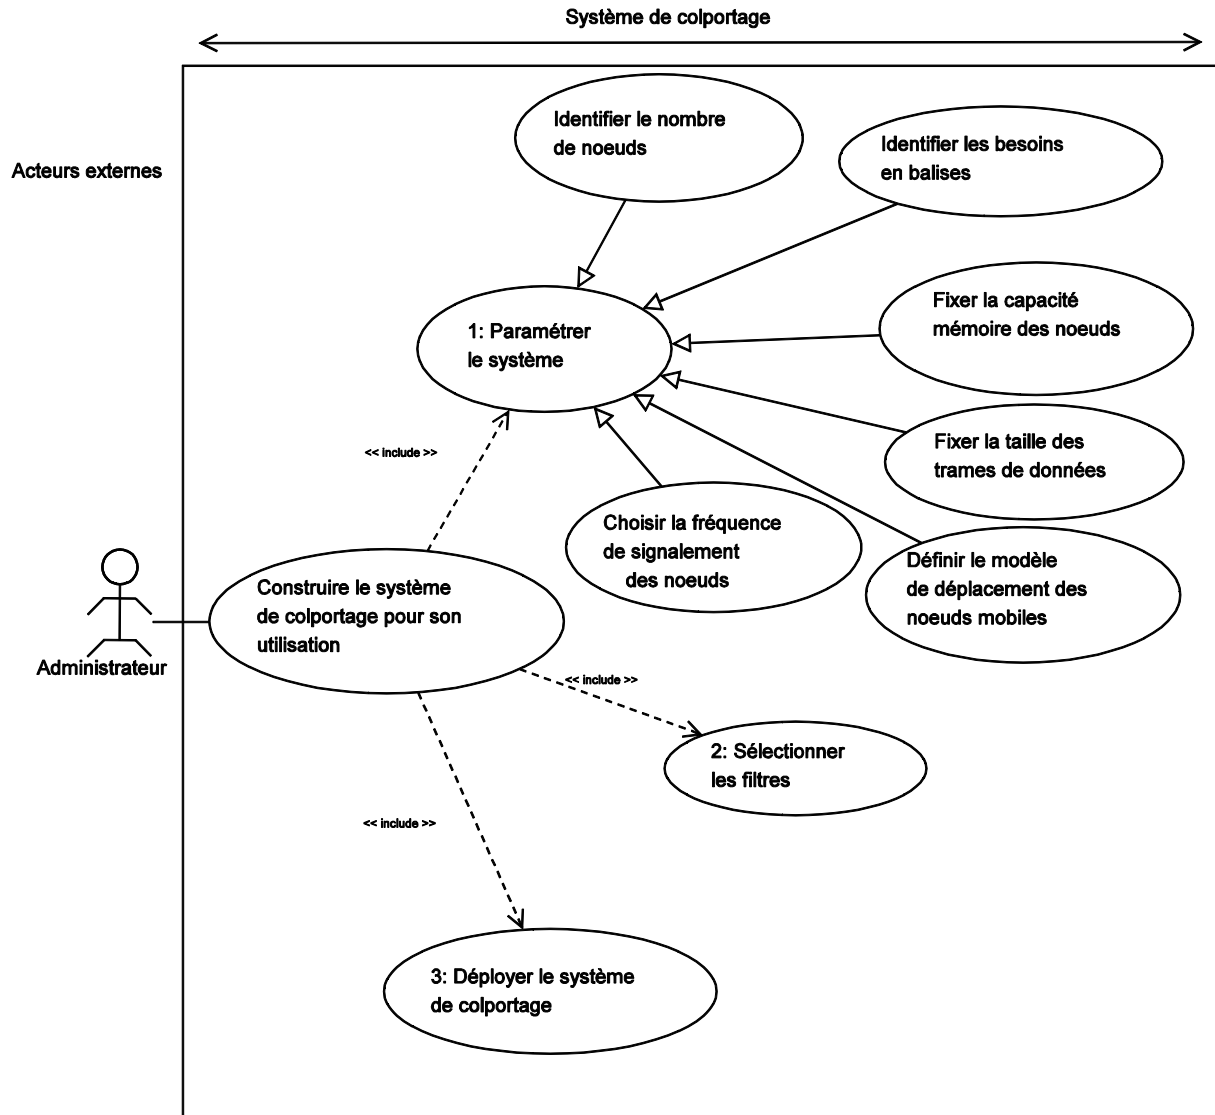 Système de colportage
Acteurs externes
Identifier le nombre
de noeuds
Identifier les besoins
en balises
Fixer la capacité
mémoire des noeuds
1: Paramétrer
le système
Fixer la taille des
trames de données
<< include >>
Choisir la fréquence
de signalement
des noeuds
Définir le modèle
de déplacement des
noeuds mobiles
Construire le système
de colportage pour son
utilisation
Administrateur
<< include >>
2: Sélectionner
les filtres
<< include >>
3: Déployer le système
de colportage